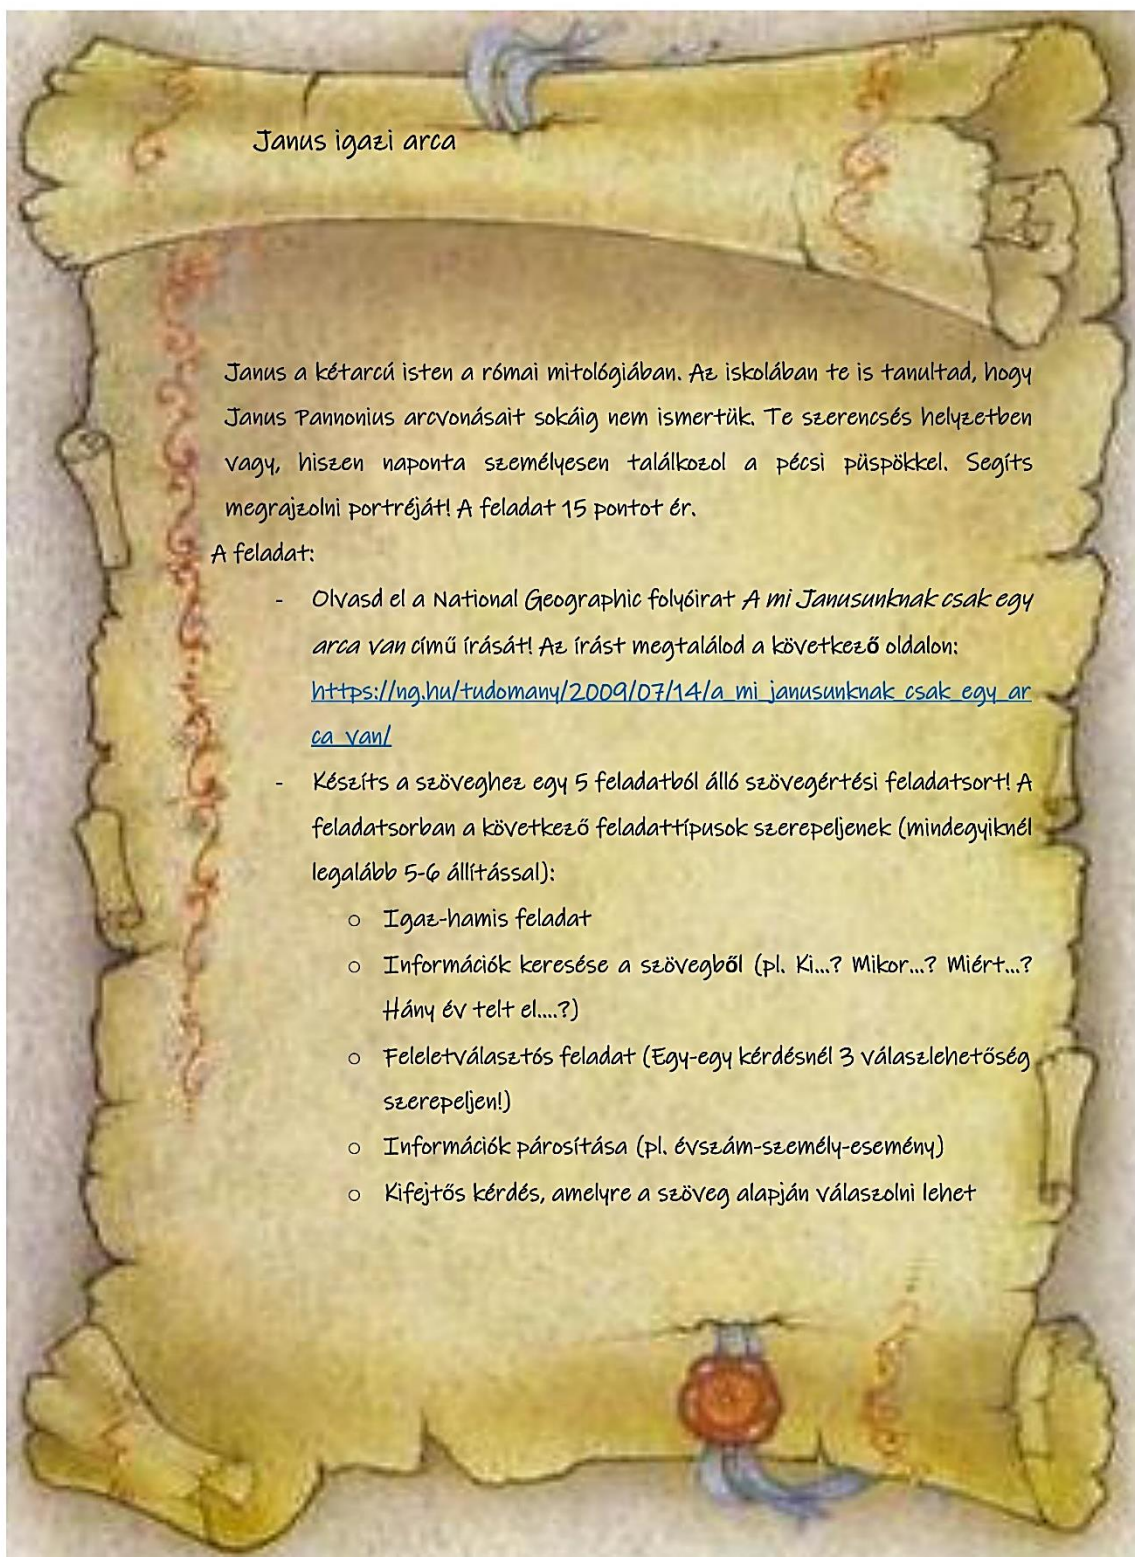 Janus igazi arca
Janus a kétarcú isten a római mitológiában. Az iskolában te is tanultad, hogy
Janus Pannonius arcvonásait sokáig nem ismertük. Te szerencsés helyzetben
vagy, hiszen naponta személyesen találkozol a pécsi püspökkel. Segíts
megrajzolni portréját! A feladat 15 pontot ér.
A feladat:
- Olvasd el a National Geographic folyóirat A mi Janusunknak csak egy
arca van című írását! Az írást megtalálod a következő oldalon:
https://ng.hu/tudomany/2009/07/14/a_mi_janusunknak_csak_egy_ar
ca_van/
- Készíts a szöveghez egy 5 feladatból álló szövegértési feladatsort! A
feladatsorban a következő feladattípusok szerepeljenek (mindegyiknél
legalább 5-6 állítással):
o Igaz-hamis feladat
o Információk keresése a szövegből (pl. Ki...? Mikor...? Miért...?
Hány év telt el....?)
o Feleletválasztós feladat (Egy-egy kérdésnél 3 válaszlehetőség
szerepeljen!)
o Információk párosítása (pl. évszám-személy-esemény)
o Kifejtős kérdés, amelyre a szöveg alapján válaszolni lehet